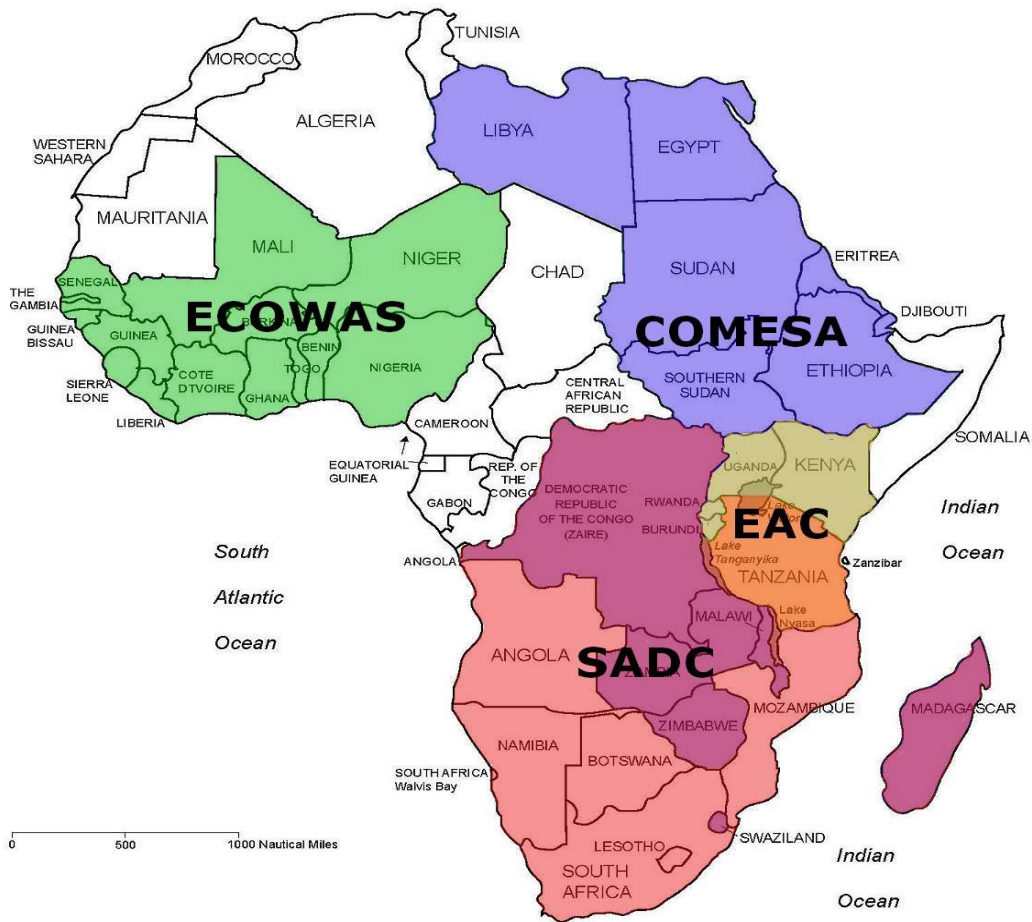 TUNISIA
MOROCCO
ALGERIA
LIBYA
EGYPT
WESTERN
SAHARA
MAURITANIA
MALI
NIGER
CHAD
SUDAN
ERITREA
SENEGAL
THE
GAMBIA
GUINEA
BISSAU
GUINEA
ECOWAS
BENIN
TOGO
NIGERIA
COMESA
DJIBOUTI
SIERRA
LEONE
COTE
D'TVOIRE
GHANA
LIBERIA
CENTRAL
AFRICAN
REPUBLIC
SOUTHERN
SUDAN
ETHIOPIA
CAMEROON
SOMALIA
EQUATORIAL
GUINEA
REP. OF
THE
CONGO
GABON
UGANDA
KENYA
DEMOCRATIC
REPUBLIC
OF THE CONGO
(ZAIRE)
RWANDA
BURUNDI
EAC
Lake
Indian
Ocean
Lake
Tanganyika
TANZANIA
Zanzibar
ANGOLA
South
Atlantic
Ocean
MALAWI
Lake
Nyasa
ANGOLA
SADC
ZAMBIA
MOZAMBIQUE
MADAGASCAR
ZIMBABWE
NAMIBIA
BOTSWANA
SOUTH AFRICA
Walvis Bay
SWAZILAND
LESOTHO
SOUTH
AFRICA
0 500 1000 Nautical Miles
Indian
Ocean